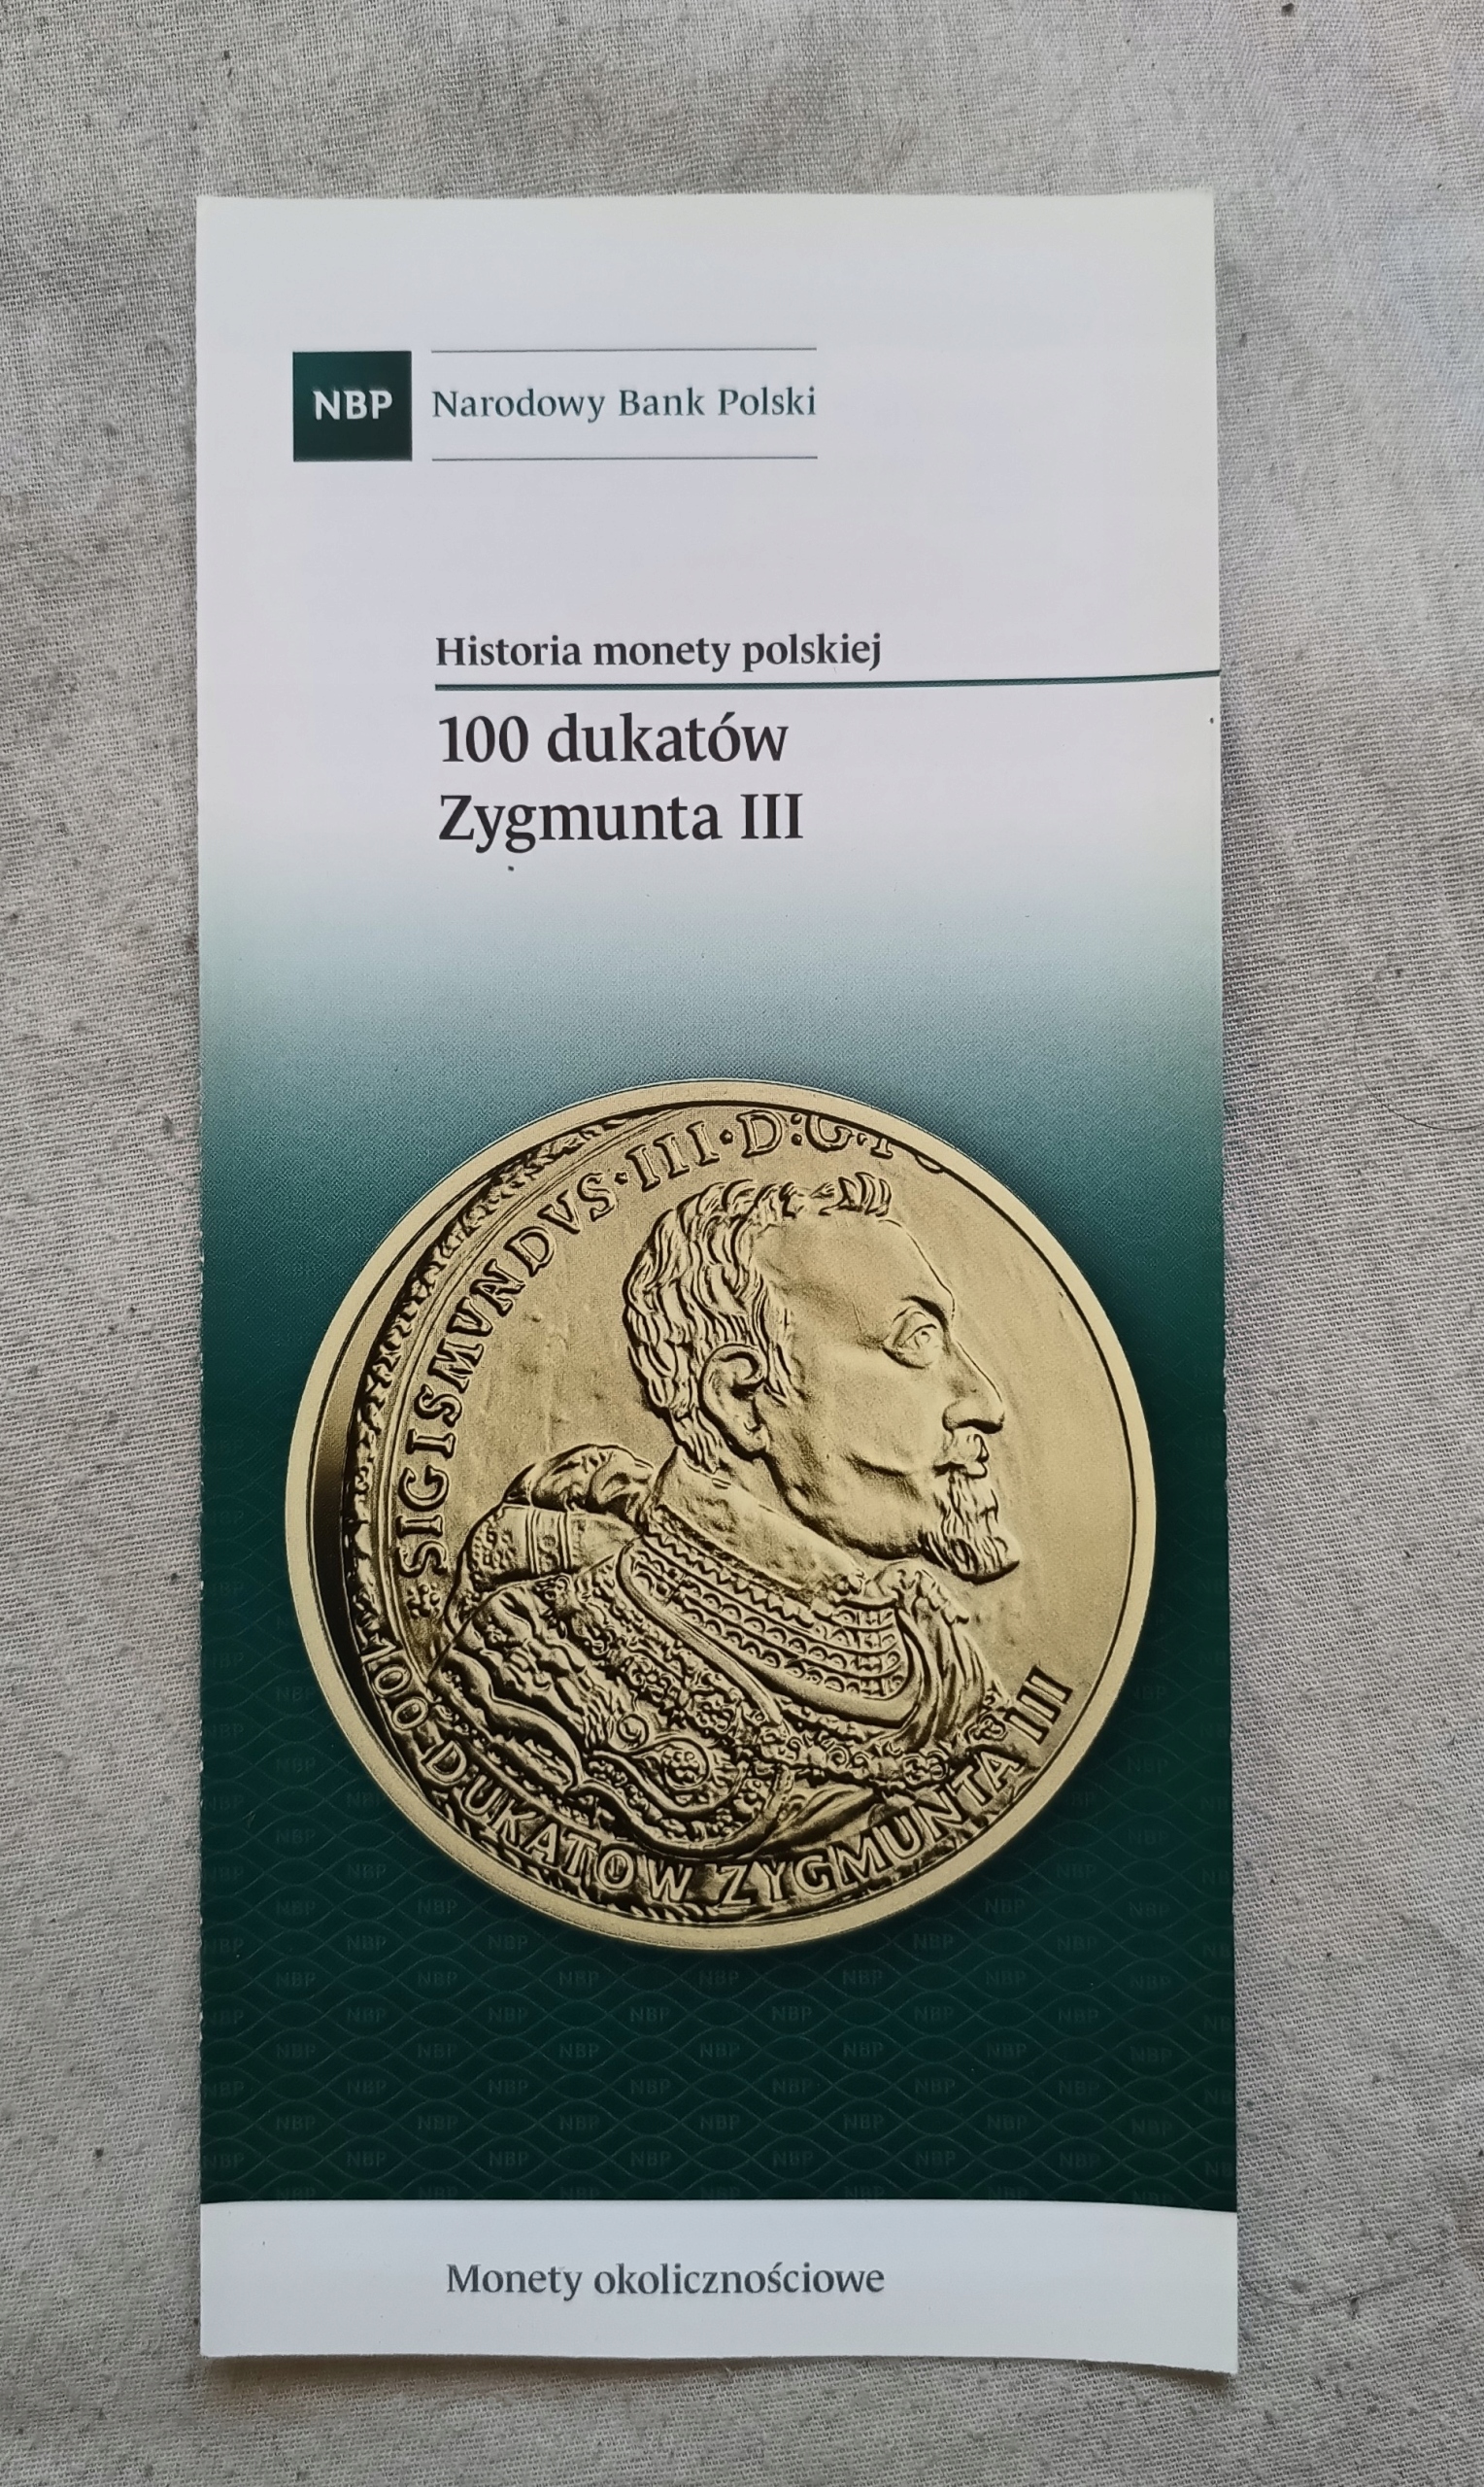 NBP
Narodowy Bank Polski
Historia monety polskiej
100 dukatów
Zygmunta III
SIGISMVNDVS·III·D:G·
100 DUKATÓW ZYGMUNTA III
Monety okolicznościowe